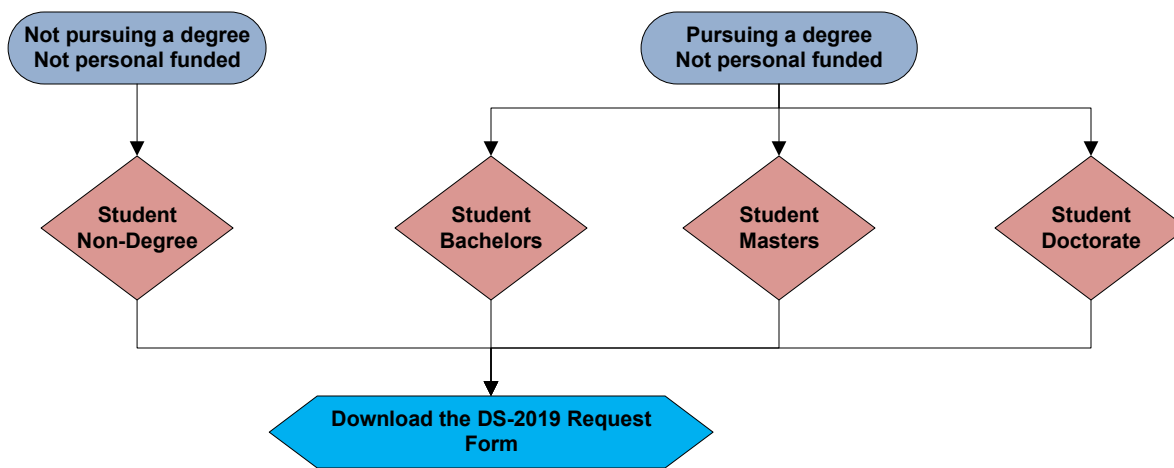 Not pursuing a degree
Not personal funded
Pursuing a degree
Not personal funded
Student
Non-Degree
Student
Bachelors
Student
Masters
Student
Doctorate
Download the DS-2019 Request
Form